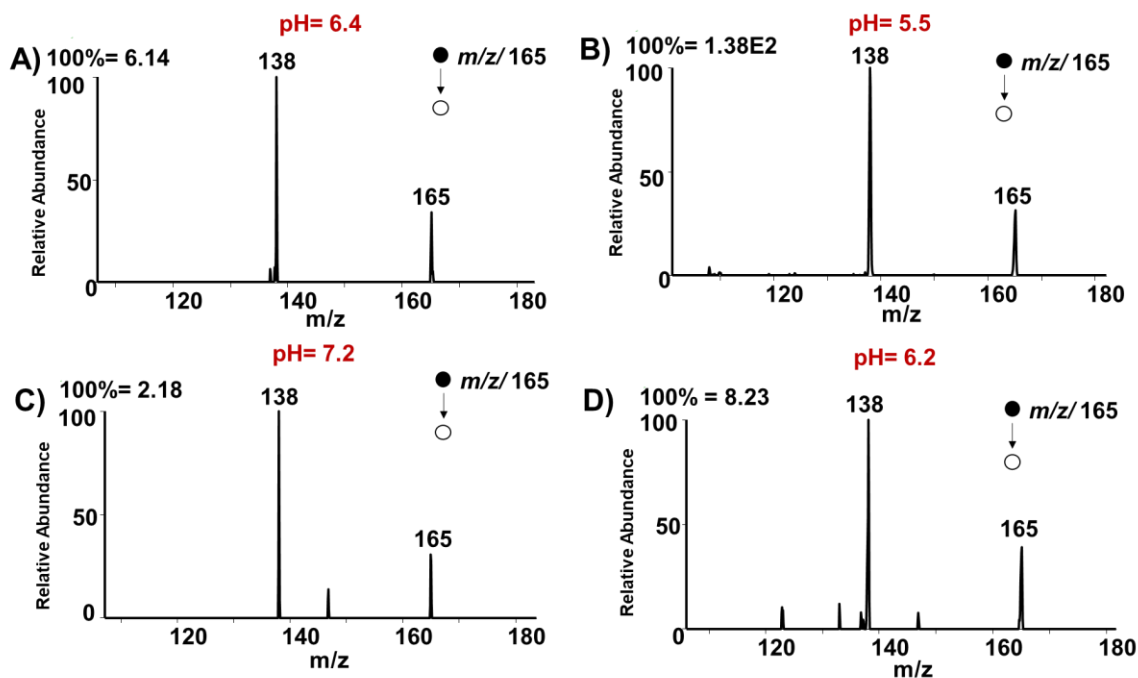 pH= 6.4
A) 100%= 6.14
138
m/z/ 165
100
50
0
165
Relative Abundance
120 140 160 180
m/z
pH= 5.5
B) 100%= 1.38E2
138
m/z/ 165
100
50
0
165
Relative Abundance
120 140 160 180
m/z
pH= 7.2
C) 100%= 2.18
138
m/z/ 165
100
50
0
165
Relative Abundance
120 140 160 180
m/z
pH= 6.2
D) 100% = 8.23
138
m/z/ 165
100
50
0
165
Relative Abundance
120 140 160 180
m/z